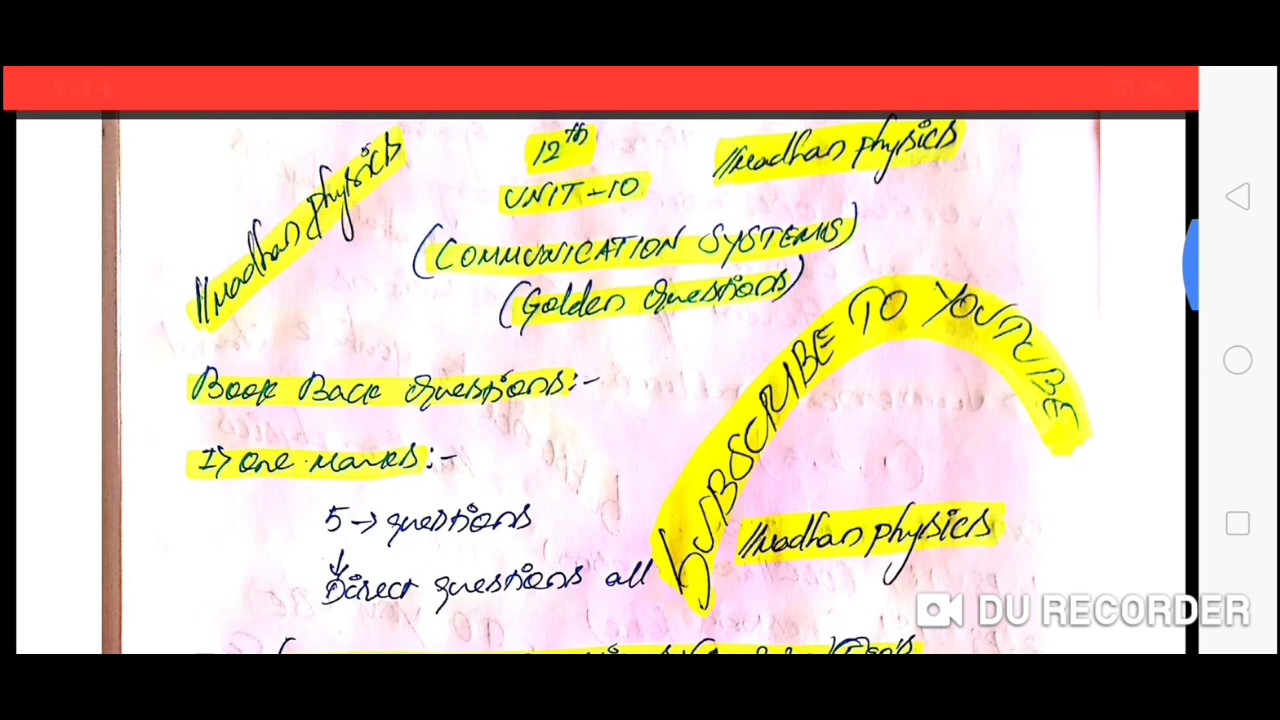 12th
Madhan physics
Madhan physics
UNIT-10
(COMMUNICATION SYSTEMS)
(Golden Questions)
SUBSCRIBE TO YOUTUBE
Book Back Questions:-
I) One Marks:-
5 → questions
Madhan physics
Direct questions all
DU RECORDER